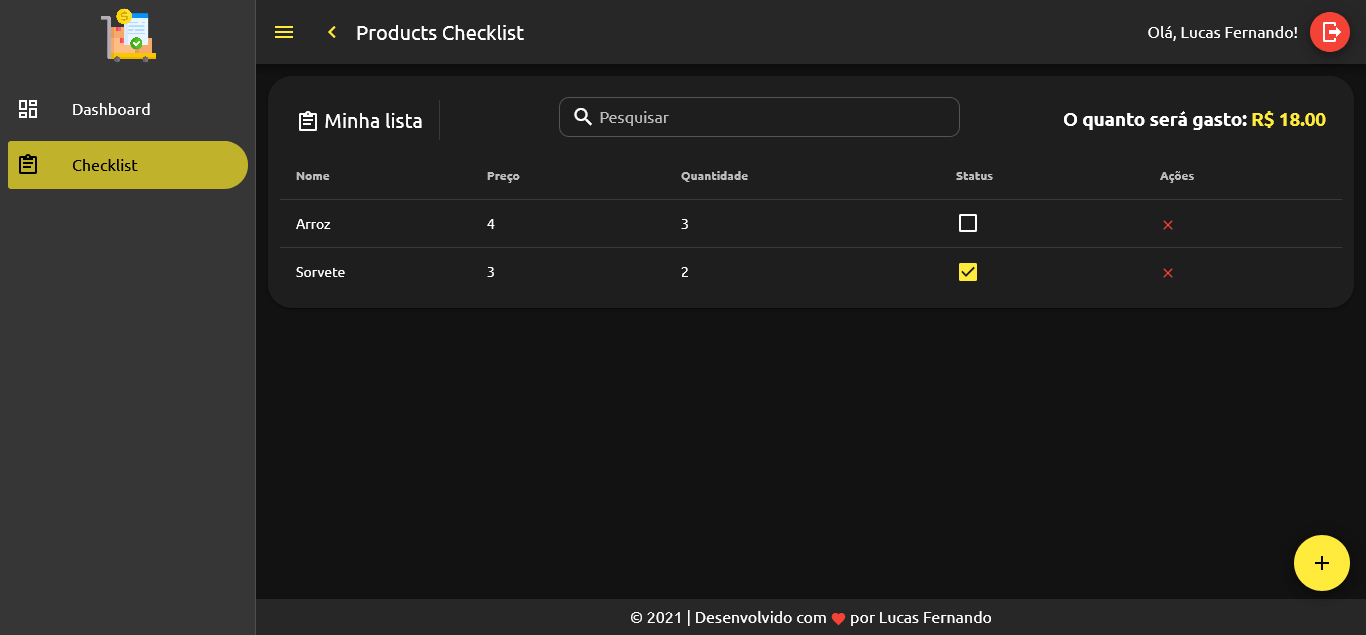 Products Checklist
Olá, Lucas Fernando!
Dashboard
Checklist
Minha lista
Pesquisar
O quanto será gasto: R$ 18.00
Nome Preço Quantidade Status Ações
Arroz 4 3
Sorvete 3 2
© 2021 | Desenvolvido com por Lucas Fernando